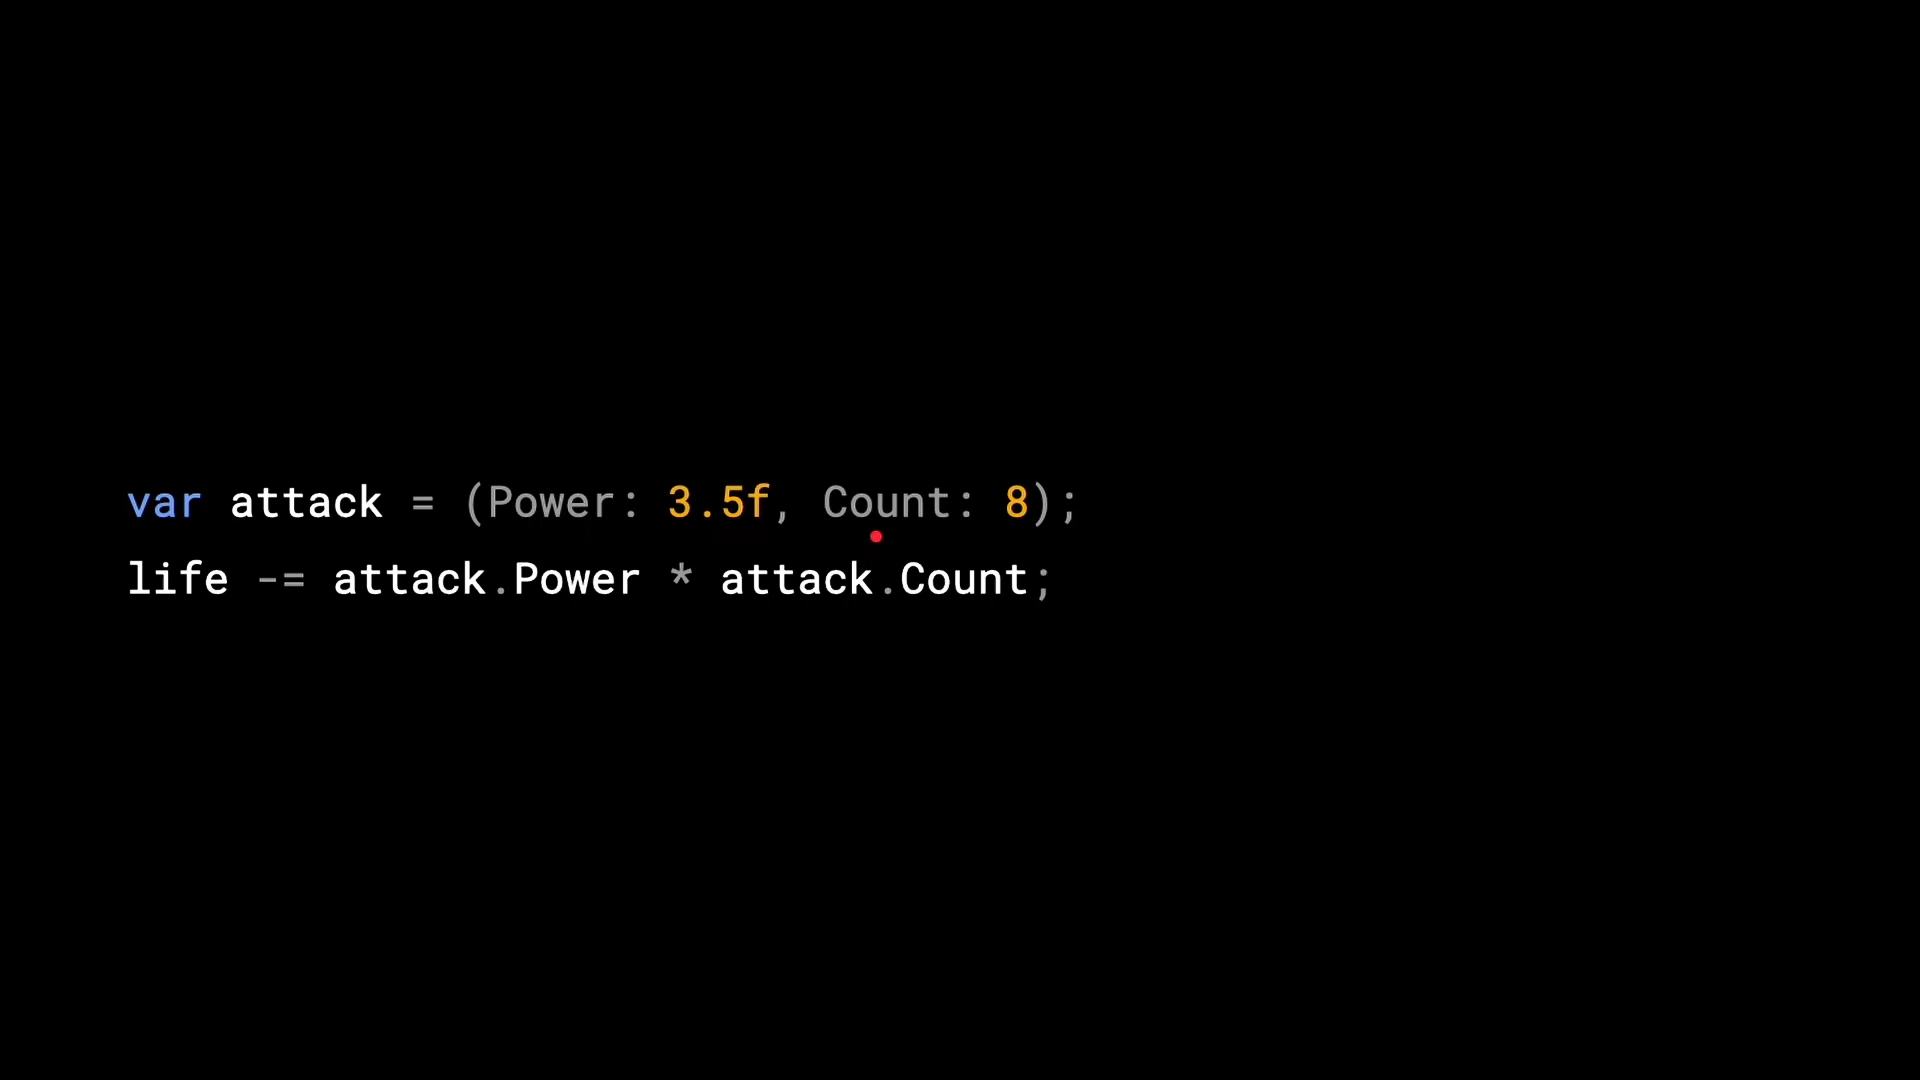 var attack = (Power: 3.5f, Count: 8);
life -= attack.Power * attack.Count;